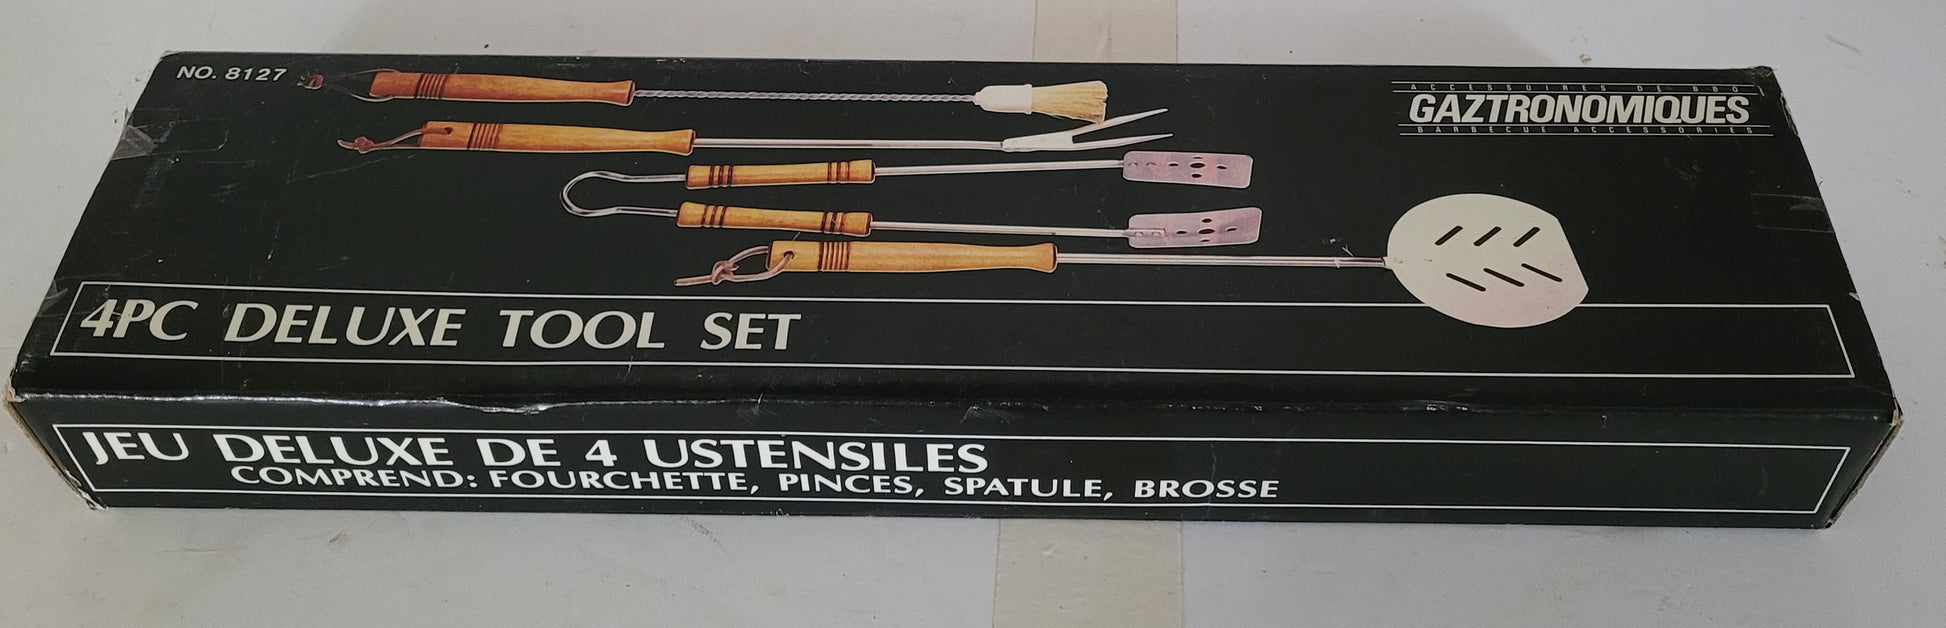 NO. 8127
ACCESSOIRES DE BBQ
GAZTRONOMIQUES
BARBECUE ACCESSORIES
4PC DELUXE TOOL SET
JEU DELUXE DE 4 USTENSILES
COMPREND: FOURCHETTE, PINCES, SPATULE, BROSSE